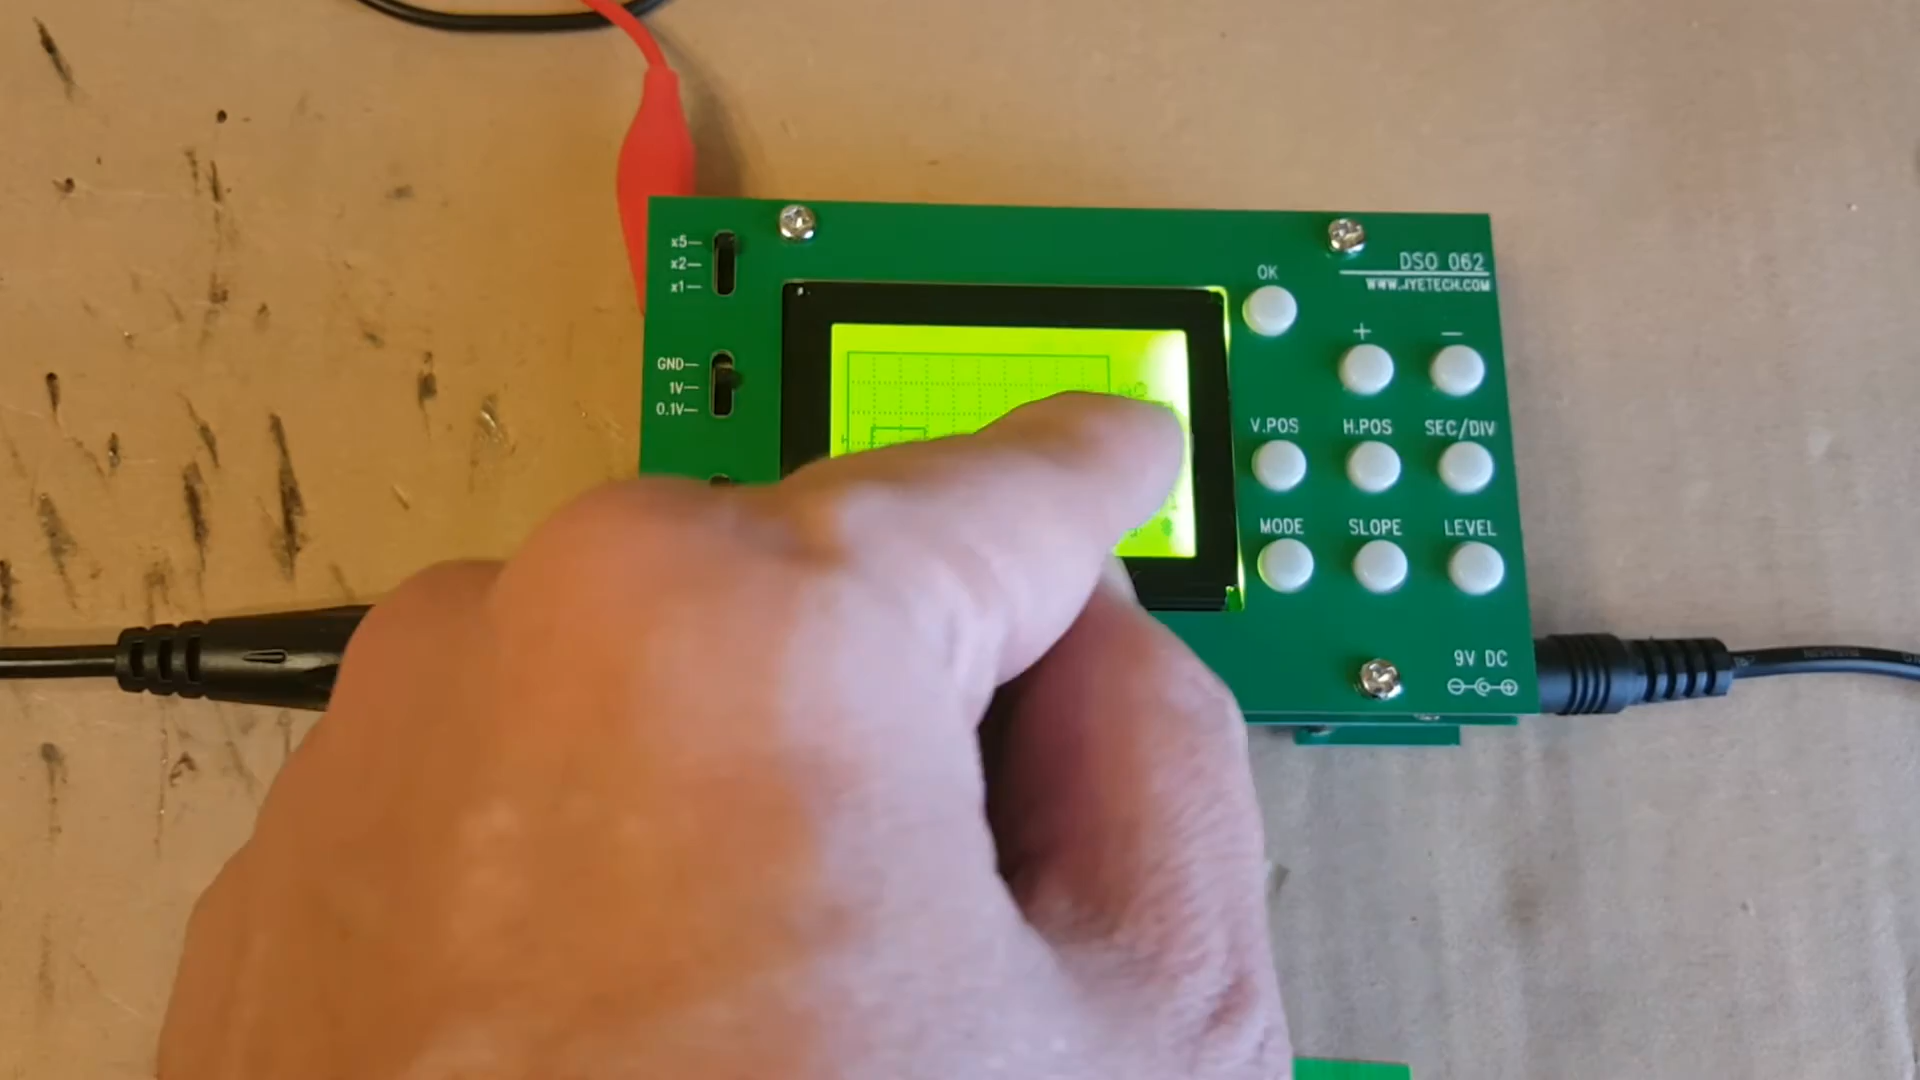 x5
x2
x1
GND
1V
0.1V
OK
DSO 062
WWW.JYETECH.COM
+ −
V.POS H.POS SEC/DIV
MODE SLOPE LEVEL
9V DC